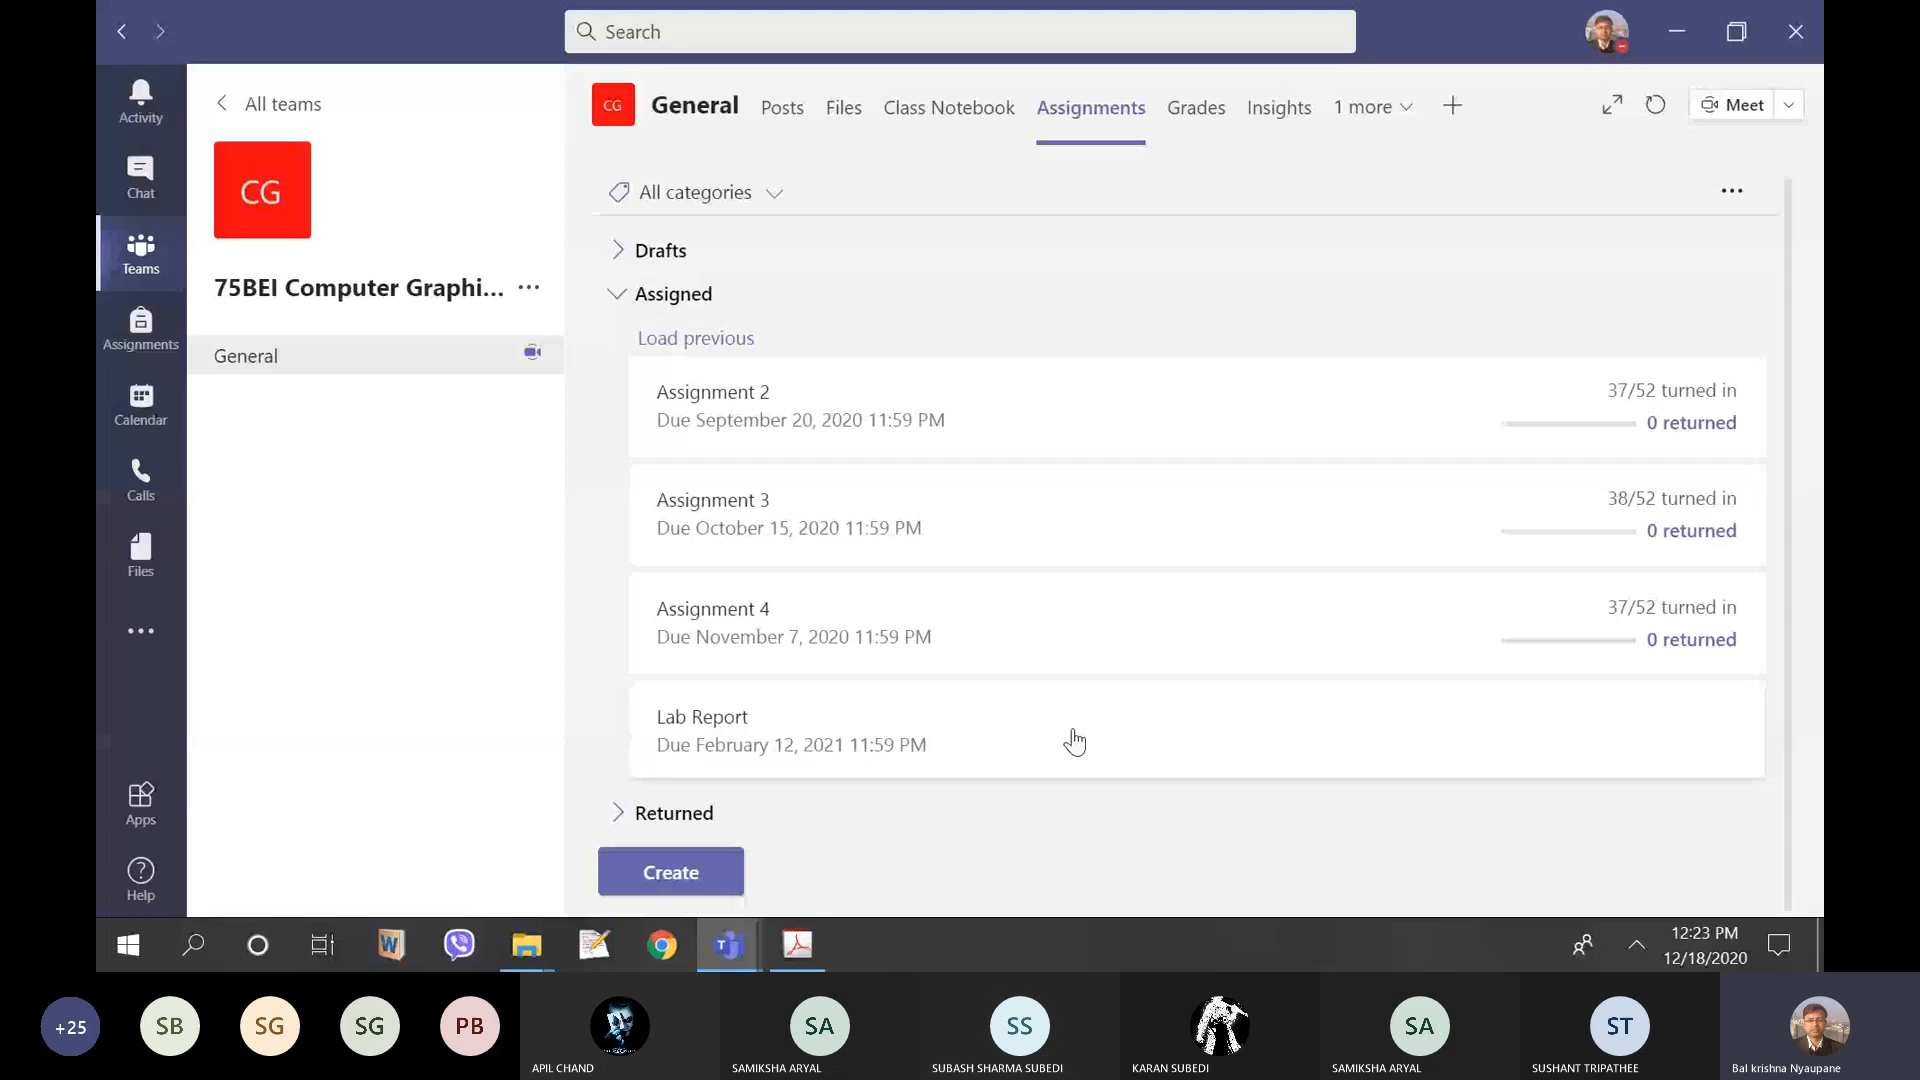 Search
Activity
Chat
Teams
Assignments
Calendar
Calls
Files
Apps
Help
All teams
CG
75BEI Computer Graphi...
General
CG
General
Posts
Files
Class Notebook
Assignments
Grades
Insights
1 more
Meet
All categories
Drafts
Assigned
Load previous
Assignment 2
Due September 20, 2020 11:59 PM
37/52 turned in
0 returned
Assignment 3
Due October 15, 2020 11:59 PM
38/52 turned in
0 returned
Assignment 4
Due November 7, 2020 11:59 PM
37/52 turned in
0 returned
Lab Report
Due February 12, 2021 11:59 PM
Returned
Create
12:23 PM
12/18/2020
+25
SB
SG
SG
PB
APIL CHAND
SA
SAMIKSHA ARYAL
SS
SUBASH SHARMA SUBEDI
KARAN SUBEDI
SA
SAMIKSHA ARYAL
ST
SUSHANT TRIPATHEE
Bal krishna Nyaupane